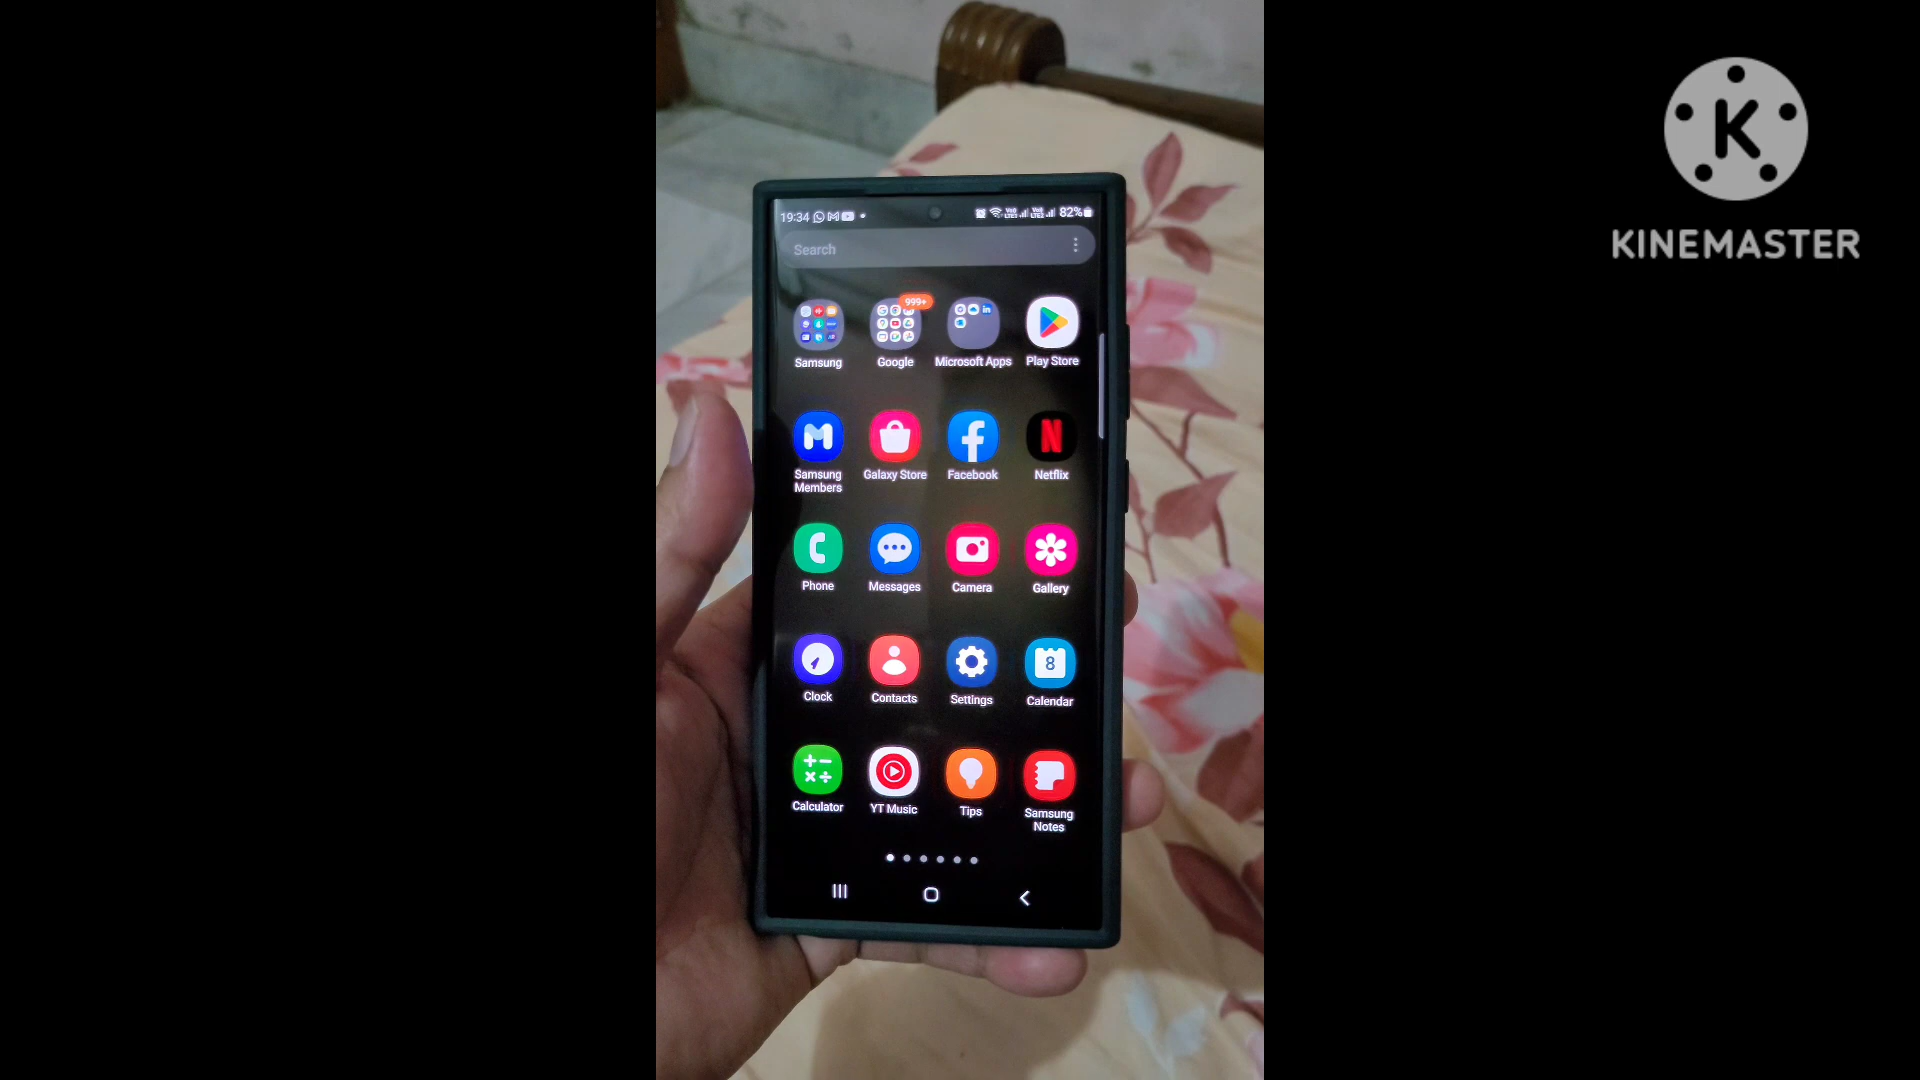 19:34
82%
Search
999+
Samsung
Google
Microsoft Apps
Play Store
Samsung
Members
Galaxy Store
Facebook
Netflix
Phone
Messages
Camera
Gallery
Clock
Contacts
Settings
8
Calendar
Calculator
YT Music
Tips
Samsung
Notes
K
KINEMASTER